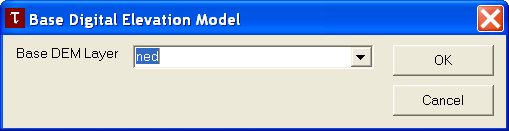 τ Base Digital Elevation Model
Base DEM Layer ned OK
Cancel